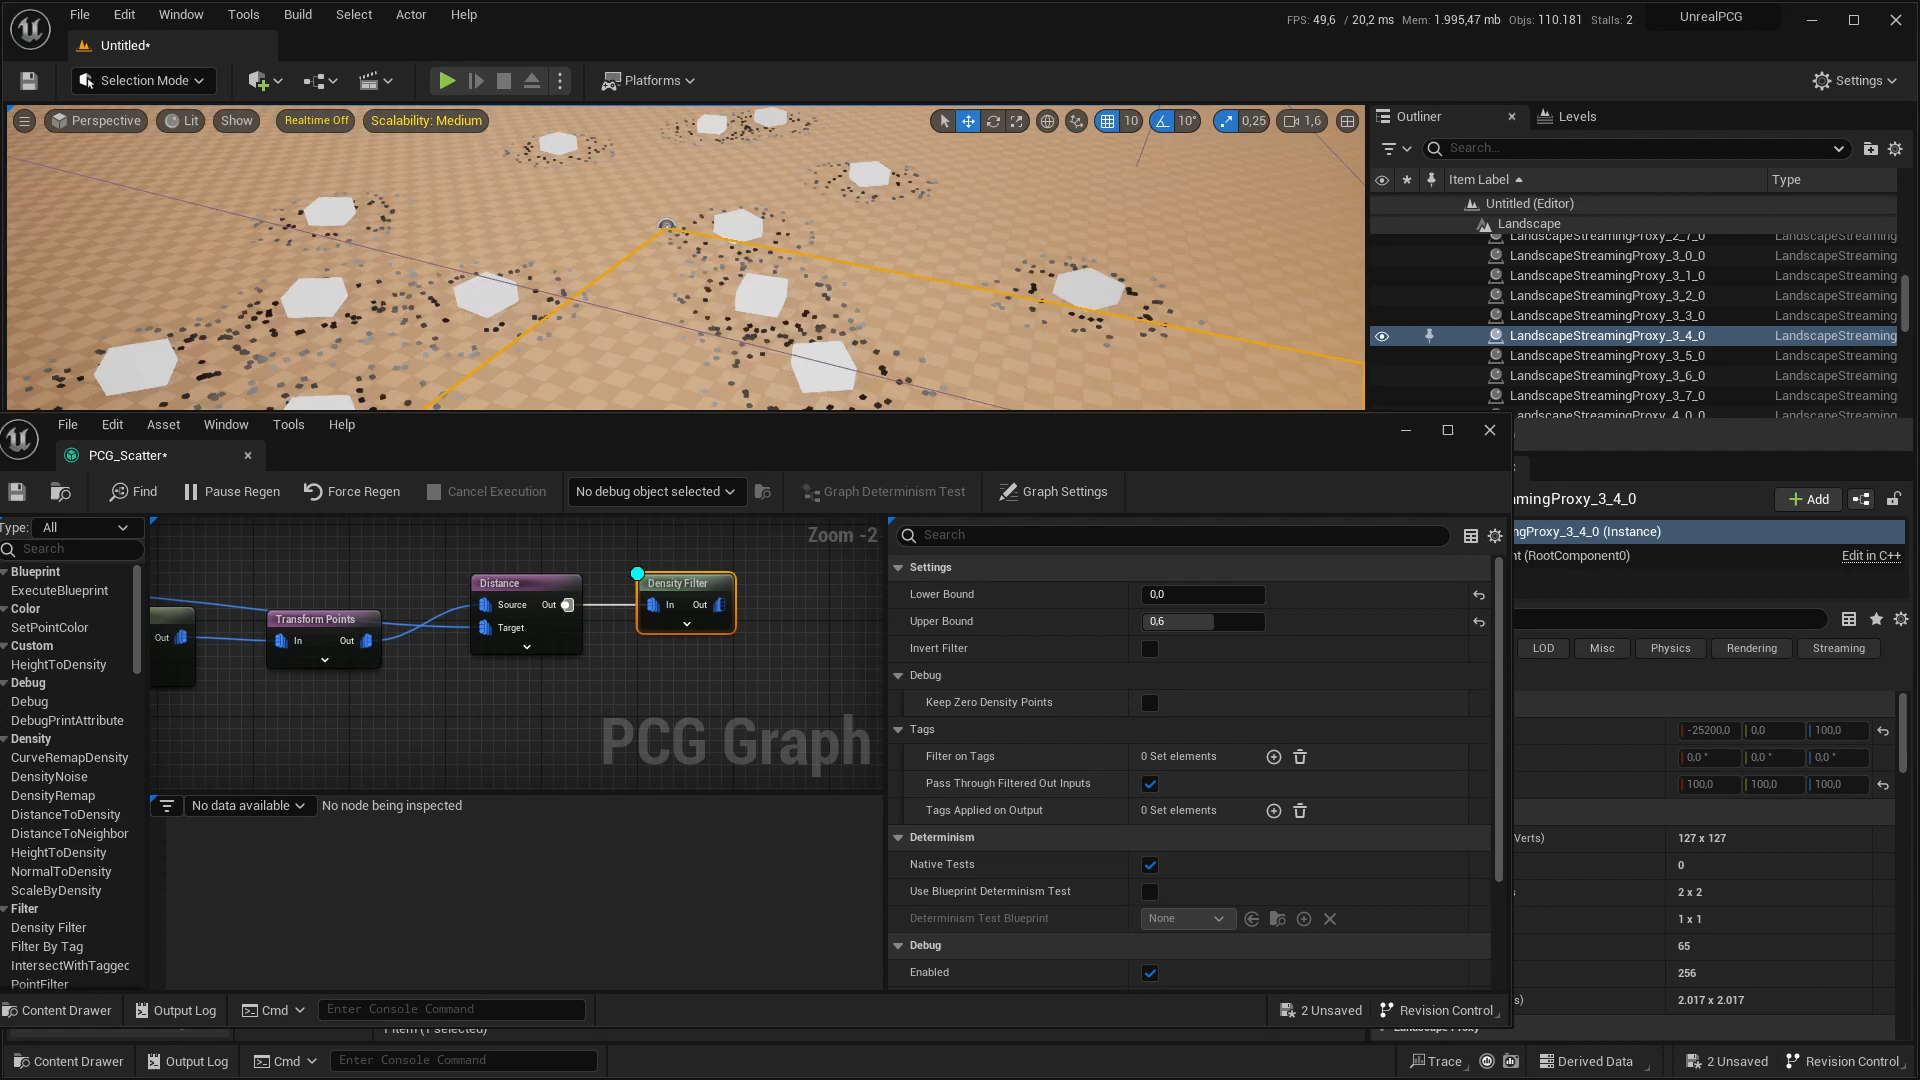 File Edit Window Tools Build Select Actor Help
FPS: 49,6 / 20,2 ms Mem: 1.995,47 mb Objs: 110.181 Stalls: 2
UnrealPCG
Untitled*
Selection Mode
Platforms
Settings
Perspective
Lit
Show
Realtime Off
Scalability: Medium
10
10°
0,25
1,6
Outliner
Levels
Search...
Item Label
Type
Untitled (Editor)
Landscape
LandscapeStreamingProxy_2_7_0 LandscapeStreaming
LandscapeStreamingProxy_3_0_0 LandscapeStreaming
LandscapeStreamingProxy_3_1_0 LandscapeStreaming
LandscapeStreamingProxy_3_2_0 LandscapeStreaming
LandscapeStreamingProxy_3_3_0 LandscapeStreaming
LandscapeStreamingProxy_3_4_0 LandscapeStreaming
LandscapeStreamingProxy_3_5_0 LandscapeStreaming
LandscapeStreamingProxy_3_6_0 LandscapeStreaming
LandscapeStreamingProxy_3_7_0 LandscapeStreaming
LandscapeStreamingProxy_4_0_0 LandscapeStreaming
File Edit Asset Window Tools Help
PCG_Scatter*
Find
Pause Regen
Force Regen
Cancel Execution
No debug object selected
Graph Determinism Test
Graph Settings
Type: All
Search
Blueprint
ExecuteBlueprint
Color
SetPointColor
Custom
HeightToDensity
Debug
Debug
DebugPrintAttribute
Density
CurveRemapDensity
DensityNoise
DensityRemap
DistanceToDensity
DistanceToNeighbor
HeightToDensity
NormalToDensity
ScaleByDensity
Filter
Density Filter
Filter By Tag
IntersectWithTagged
PointFilter
Zoom -2
Out
Transform Points
In Out
Distance
Source Out
Target
Density Filter
In Out
PCG Graph
No data available
No node being inspected
Search
Settings
Lower Bound 0,0
Upper Bound 0,6
Invert Filter
Debug
Keep Zero Density Points
Tags
Filter on Tags 0 Set elements
Pass Through Filtered Out Inputs
Tags Applied on Output 0 Set elements
Determinism
Native Tests
Use Blueprint Determinism Test
Determinism Test Blueprint None
Debug
Enabled
mingProxy_3_4_0
Add
ngProxy_3_4_0 (Instance)
nt (RootComponent0)
Edit in C++
LOD
Misc
Physics
Rendering
Streaming
-25200,0 0,0 100,0
0,0 ° 0,0 ° 0,0 °
100,0 100,0 100,0
Verts) 127 x 127
0
s 2 x 2
1 x 1
65
256
s) 2.017 x 2.017
Landscape Proxy
Content Drawer
Output Log
Cmd
Enter Console Command
2 Unsaved
Revision Control
1 item (1 selected)
Content Drawer
Output Log
Cmd
Enter Console Command
Trace
Derived Data
2 Unsaved
Revision Control